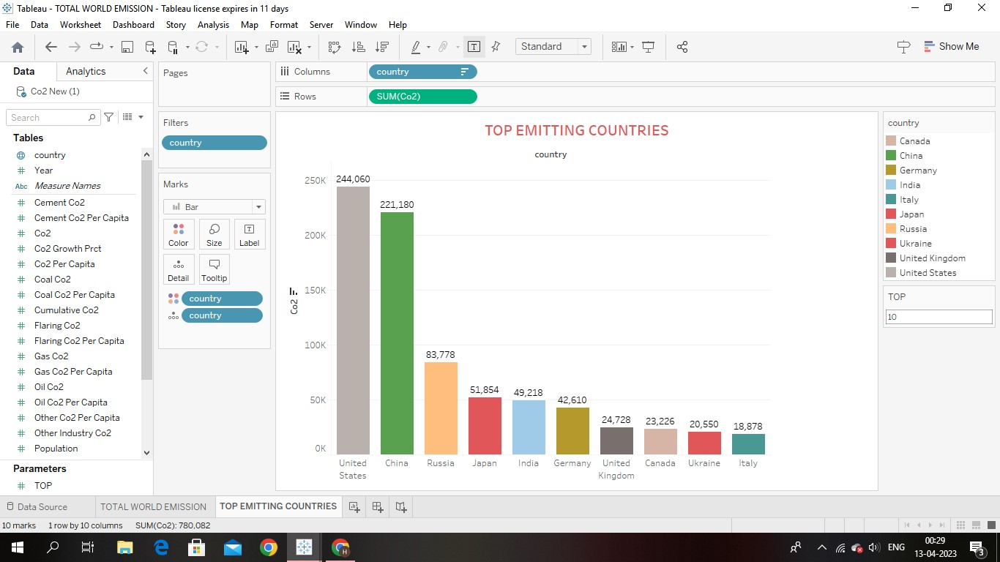 Tableau - TOTAL WORLD EMISSION - Tableau license expires in 11 days
File Data Worksheet Dashboard Story Analysis Map Format Server Window Help
Standard
Show Me
Data Analytics
Co2 New (1)
Search
Tables
country
Year
Abc Measure Names
Cement Co2
Cement Co2 Per Capita
Co2
Co2 Growth Prct
Co2 Per Capita
Coal Co2
Coal Co2 Per Capita
Cumulative Co2
Flaring Co2
Flaring Co2 Per Capita
Gas Co2
Gas Co2 Per Capita
Oil Co2
Oil Co2 Per Capita
Other Co2 Per Capita
Other Industry Co2
Population
Parameters
TOP
Pages
Filters
country
Marks
Bar
Color Size Label
Detail Tooltip
country
country
Columns country
Rows SUM(Co2)
TOP EMITTING COUNTRIES
country
Co2
250K
200K
150K
100K
50K
0K
244,060
221,180
83,778
51,854
49,218
42,610
24,728
23,226
20,550
18,878
United States
China
Russia
Japan
India
Germany
United Kingdom
Canada
Ukraine
Italy
country
Canada
China
Germany
India
Italy
Japan
Russia
Ukraine
United Kingdom
United States
TOP
10
Data Source TOTAL WORLD EMISSION TOP EMITTING COUNTRIES
10 marks 1 row by 10 columns SUM(Co2): 780,082
H
ENG
00:29
13-04-2023
3